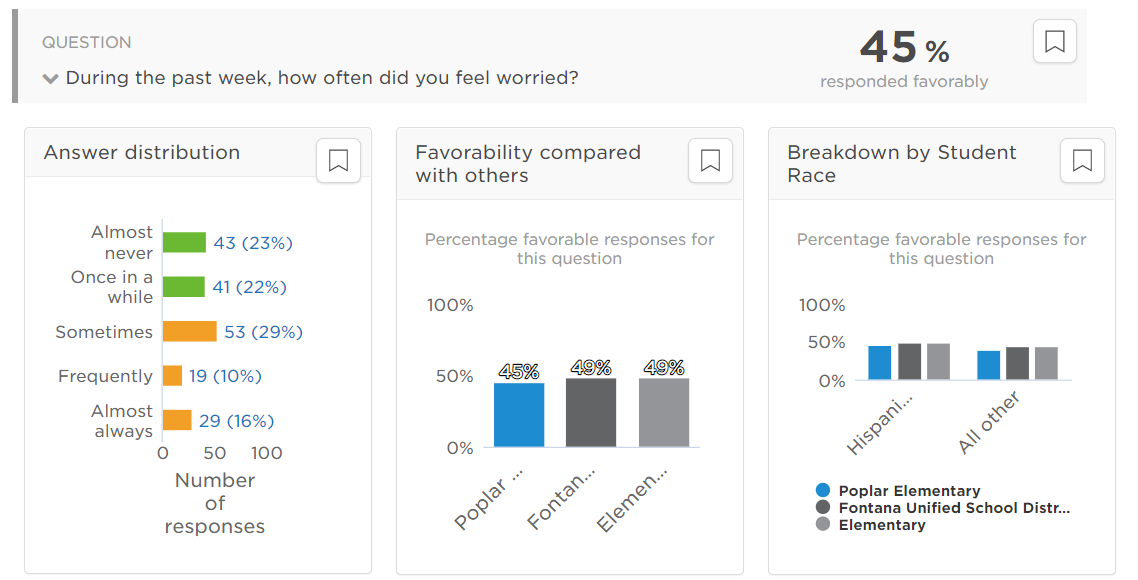 QUESTION
During the past week, how often did you feel worried?
45 %
responded favorably
Answer distribution
Almost
never
43 (23%)
Once in a
while
41 (22%)
Sometimes
53 (29%)
Frequently
19 (10%)
Almost
always
29 (16%)
0 50 100
Number
of
responses
Favorability compared
with others
Percentage favorable responses for
this question
100%
50%
0%
45%
49%
49%
Poplar ...
Fontan...
Elemen...
Breakdown by Student
Race
Percentage favorable responses for
this question
100%
50%
0%
Hispani...
All other
Poplar Elementary
Fontana Unified School Distr...
Elementary